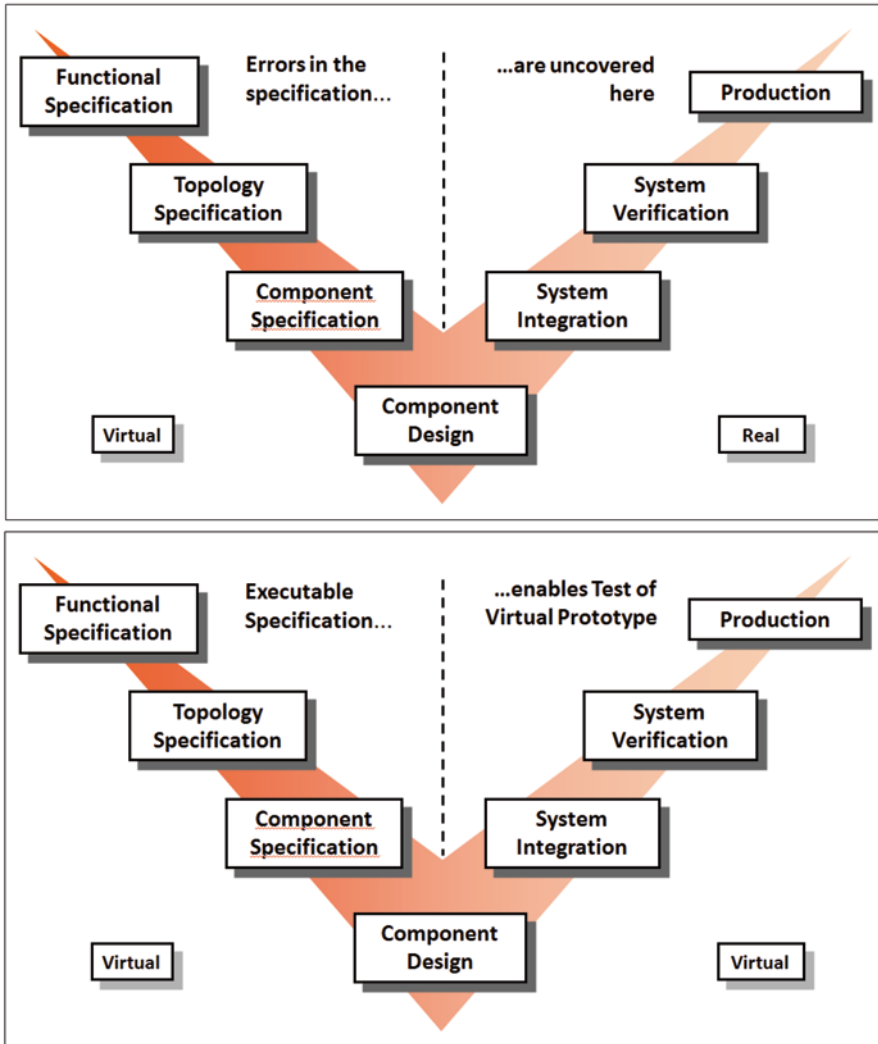 Functional
Specification
Errors in the
specification...
...are uncovered
here
Production
Topology
Specification
System
Verification
Component
Specification
System
Integration
Component
Design
Virtual
Real
Functional
Specification
Executable
Specification...
...enables Test of
Virtual Prototype
Production
Topology
Specification
System
Verification
Component
Specification
System
Integration
Component
Design
Virtual
Virtual